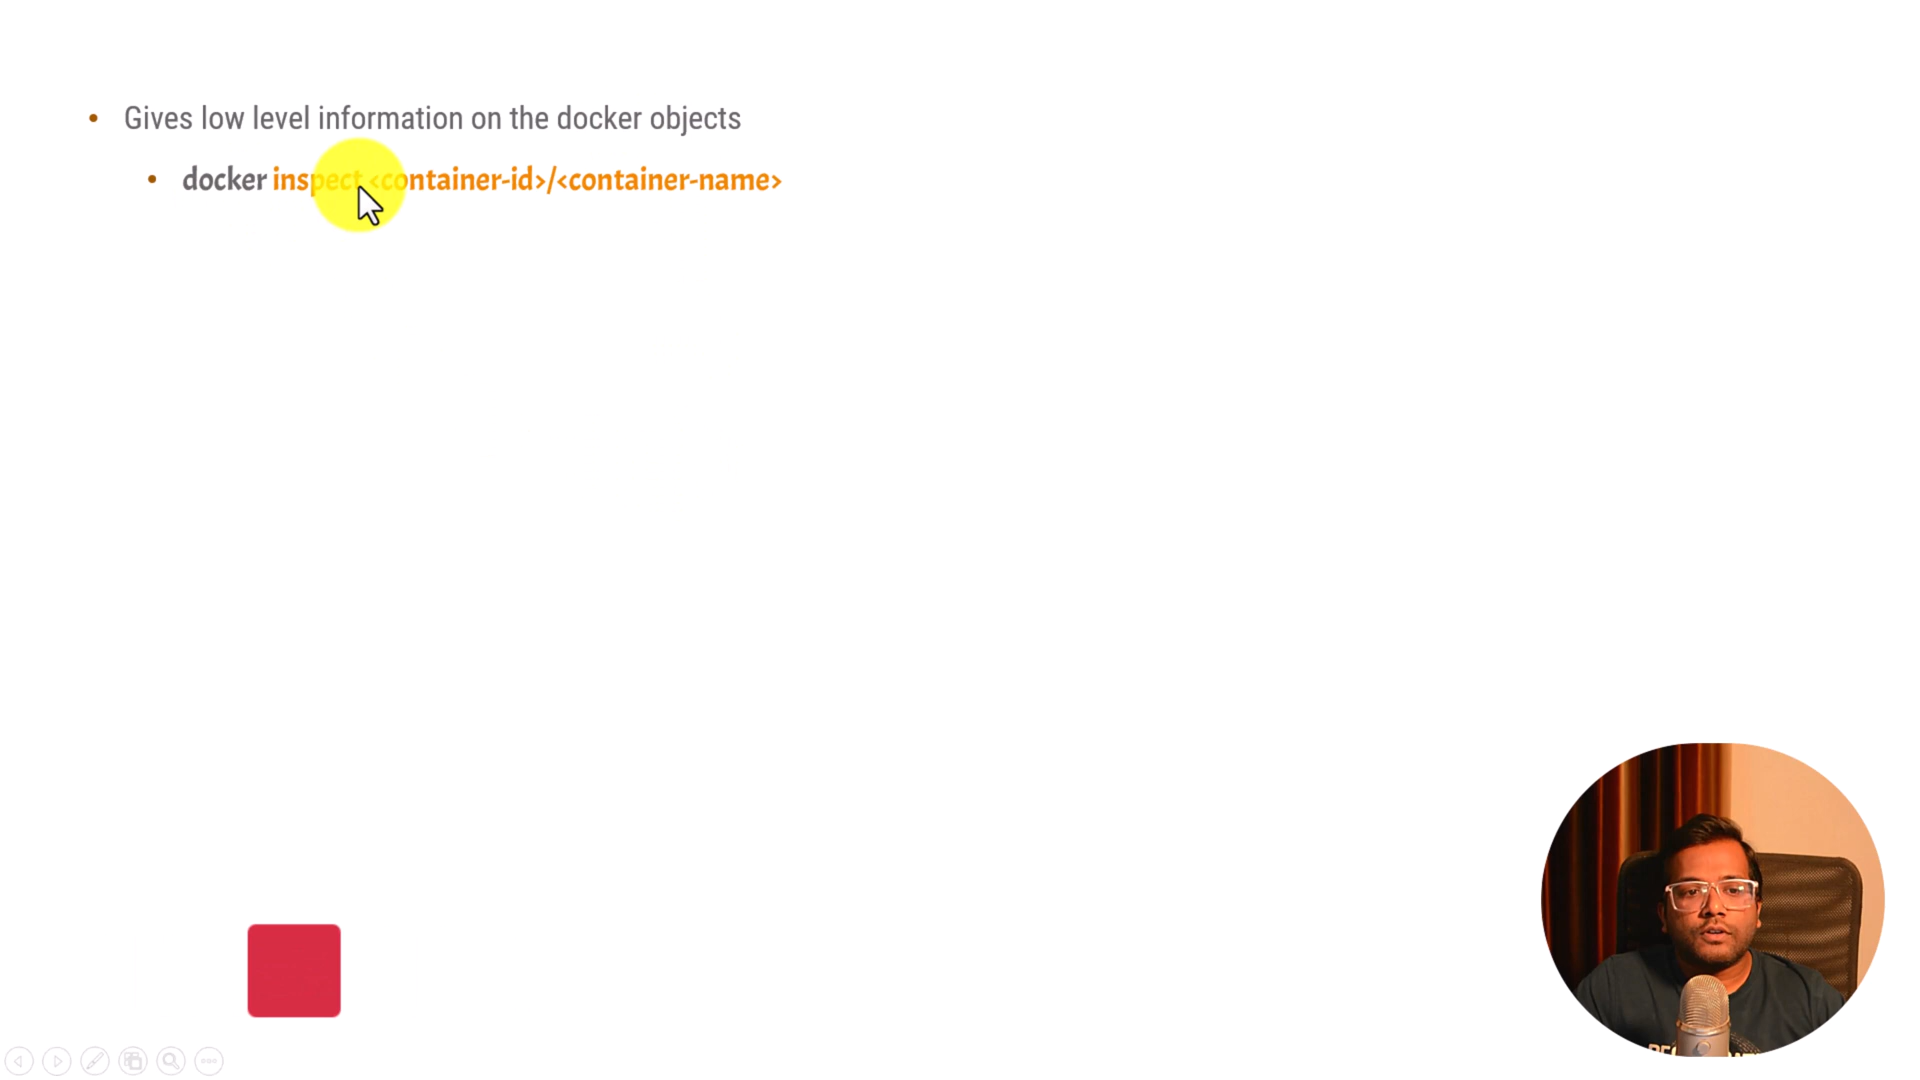 • Gives low level information on the docker objects
• docker inspect <container-id>/<container-name>